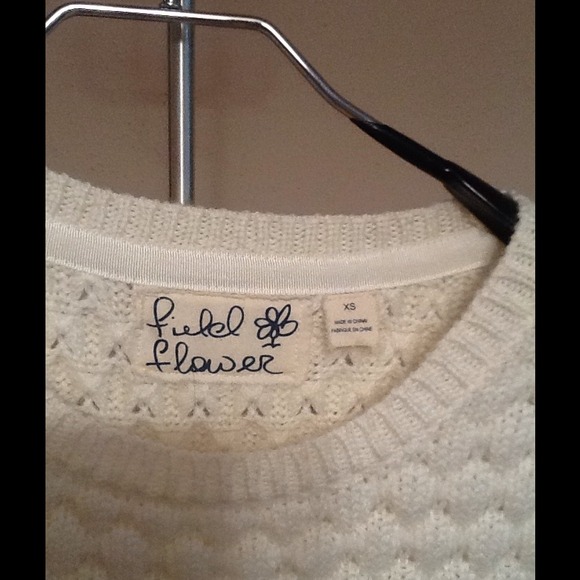 field
flower
XS
MADE IN CHINA
FABRIQUÉ EN CHINE